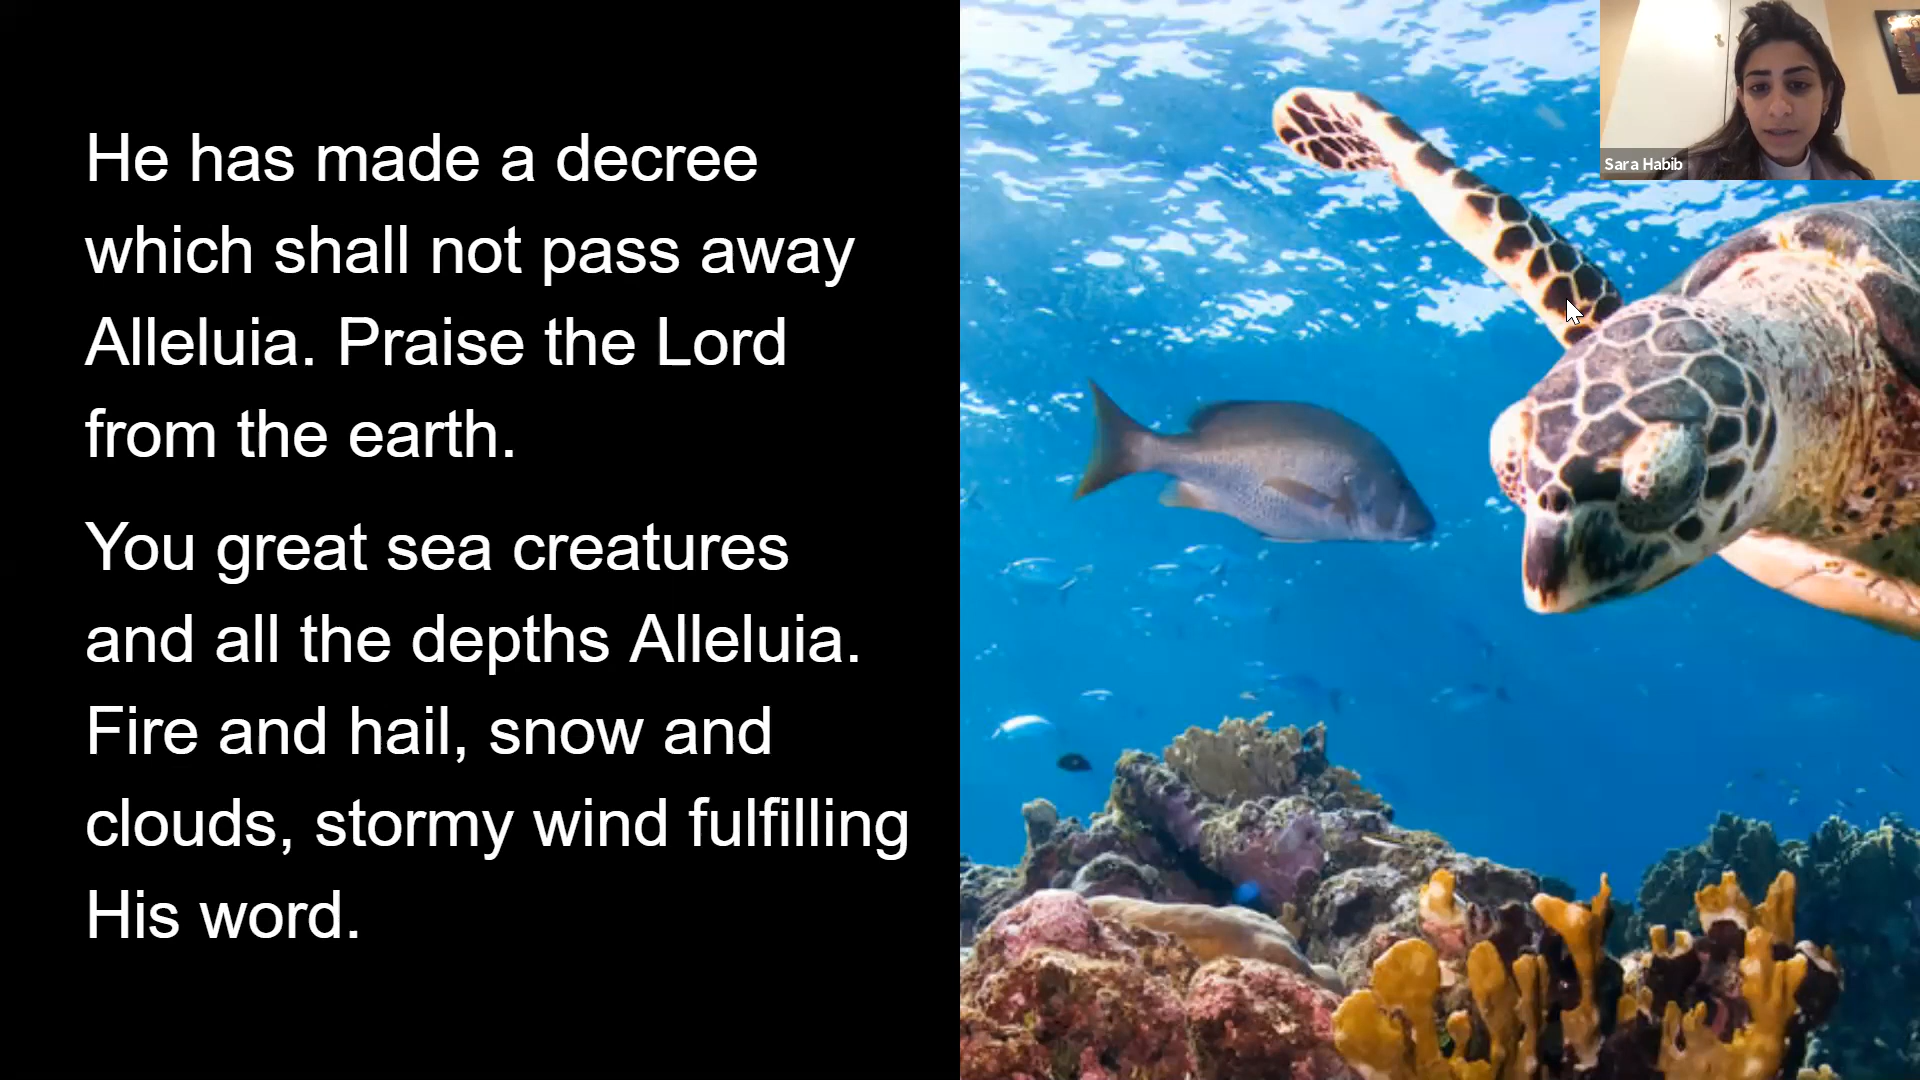 He has made a decree
which shall not pass away
Alleluia. Praise the Lord
from the earth.
You great sea creatures
and all the depths Alleluia.
Fire and hail, snow and
clouds, stormy wind fulfilling
His word.
Sara Habib